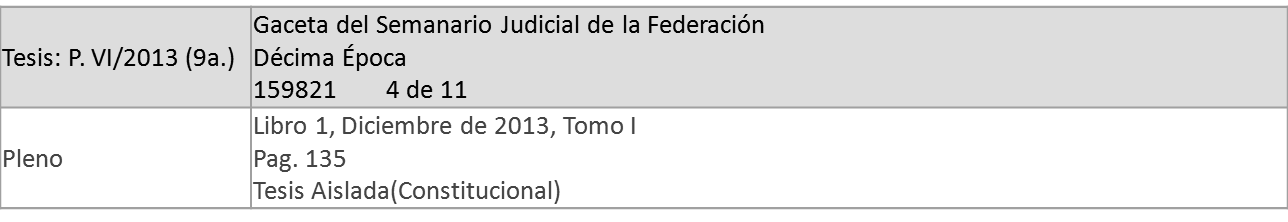 Tesis: P. VI/2013 (9a.)
Gaceta del Semanario Judicial de la Federación
Décima Época
159821 4 de 11
Pleno
Libro 1, Diciembre de 2013, Tomo I
Pag. 135
Tesis Aislada(Constitucional)